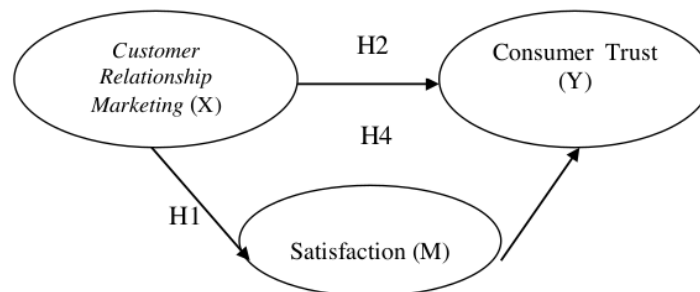 Customer
Relationship
Marketing (X)
H2
Consumer Trust
(Y)
H4
H1
Satisfaction (M)